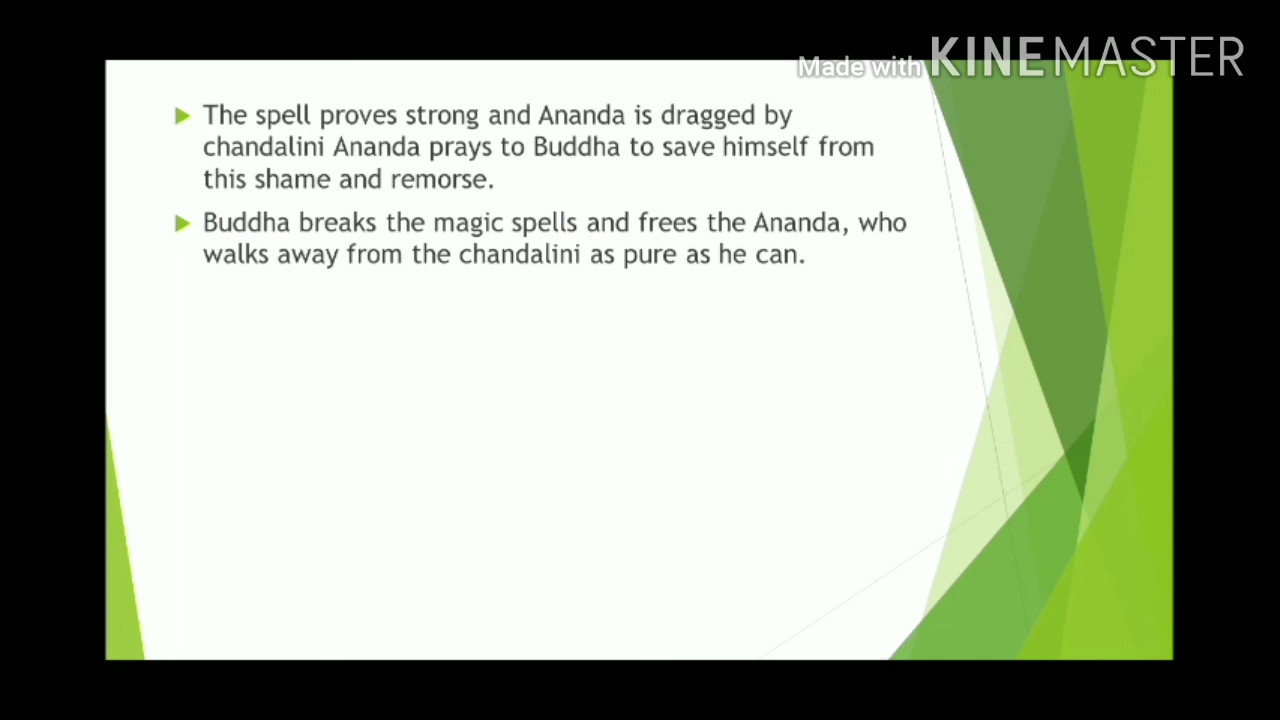 Made with KINEMASTER
The spell proves strong and Ananda is dragged by
chandalini Ananda prays to Buddha to save himself from
this shame and remorse.
Buddha breaks the magic spells and frees the Ananda, who
walks away from the chandalini as pure as he can.